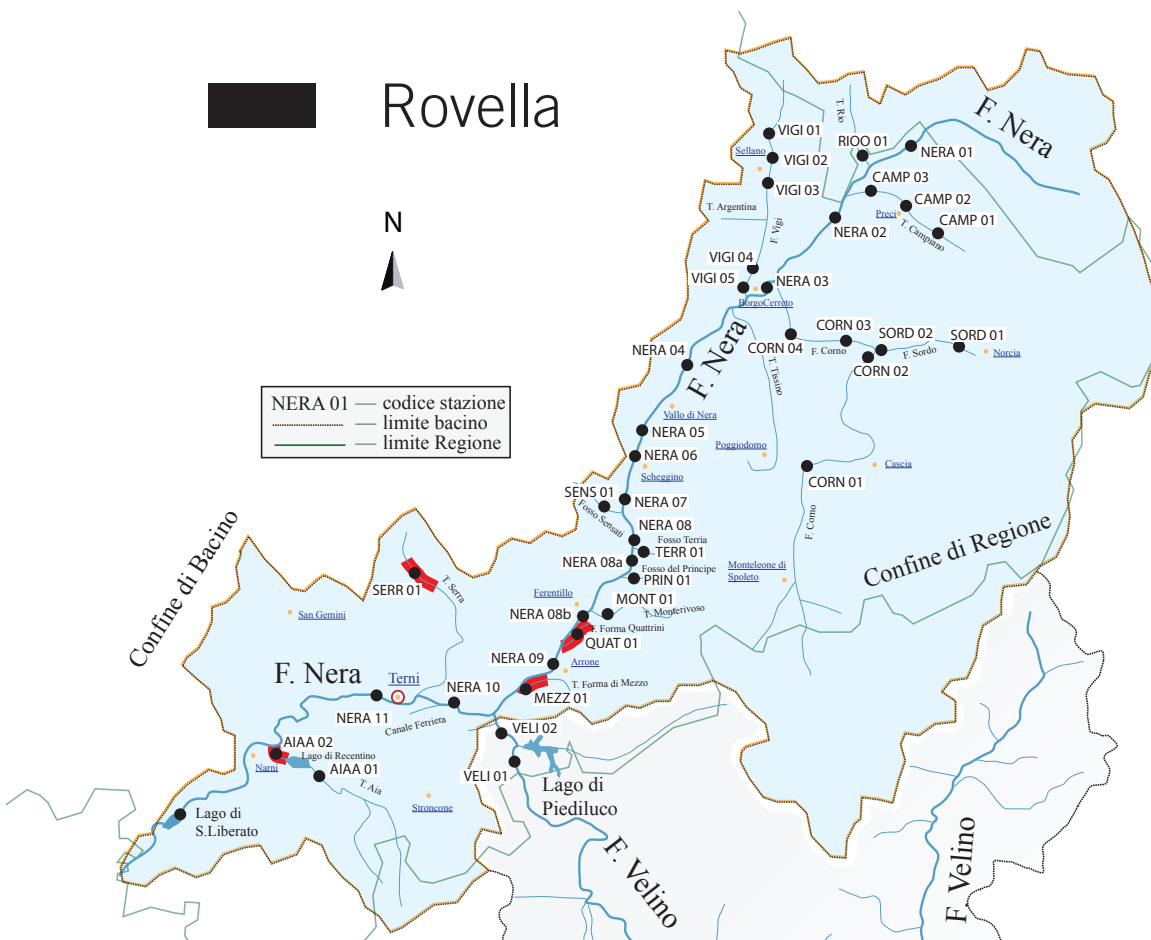 Rovella
N
F. Nera
T. Rio
VIGI 01
RIOO 01
NERA 01
Sellano
VIGI 02
VIGI 03
CAMP 03
CAMP 02
T. Argentina
Preci
CAMP 01
T. Campiano
F. Vigi
NERA 02
VIGI 04
VIGI 05
NERA 03
BorgoCerreto
F. Nera
CORN 03
SORD 02
SORD 01
CORN 04
F. Corno
F. Sordo
Norcia
CORN 02
NERA 04
T. Tissino
NERA 01 — codice stazione
— limite bacino
— limite Regione
Vallo di Nera
NERA 05
Poggiodomo
NERA 06
Scheggino
Cascia
CORN 01
SENS 01
NERA 07
Fosso Sensati
F. Corno
NERA 08
Fosso Terria
TERR 01
NERA 08a
Fosso del Principe
PRIN 01
Confine di Regione
Confine di Bacino
Monteleone di
Spoleto
SERR 01
T. Serra
Ferentillo
MONT 01
T. Monterivoso
San Gemini
NERA 08b
T. Forma Quattrini
QUAT 01
NERA 09
Arrone
F. Nera
Terni
NERA 10
T. Forma di Mezzo
MEZZ 01
NERA 11
Canale Ferrieta
VELI 02
AIAA 02
Lago di Recentino
Narni
AIAA 01
VELI 01
T. Aia
Lago di
Piediluco
Stroncone
Lago di
S.Liberato
F. Velino
F. Velino